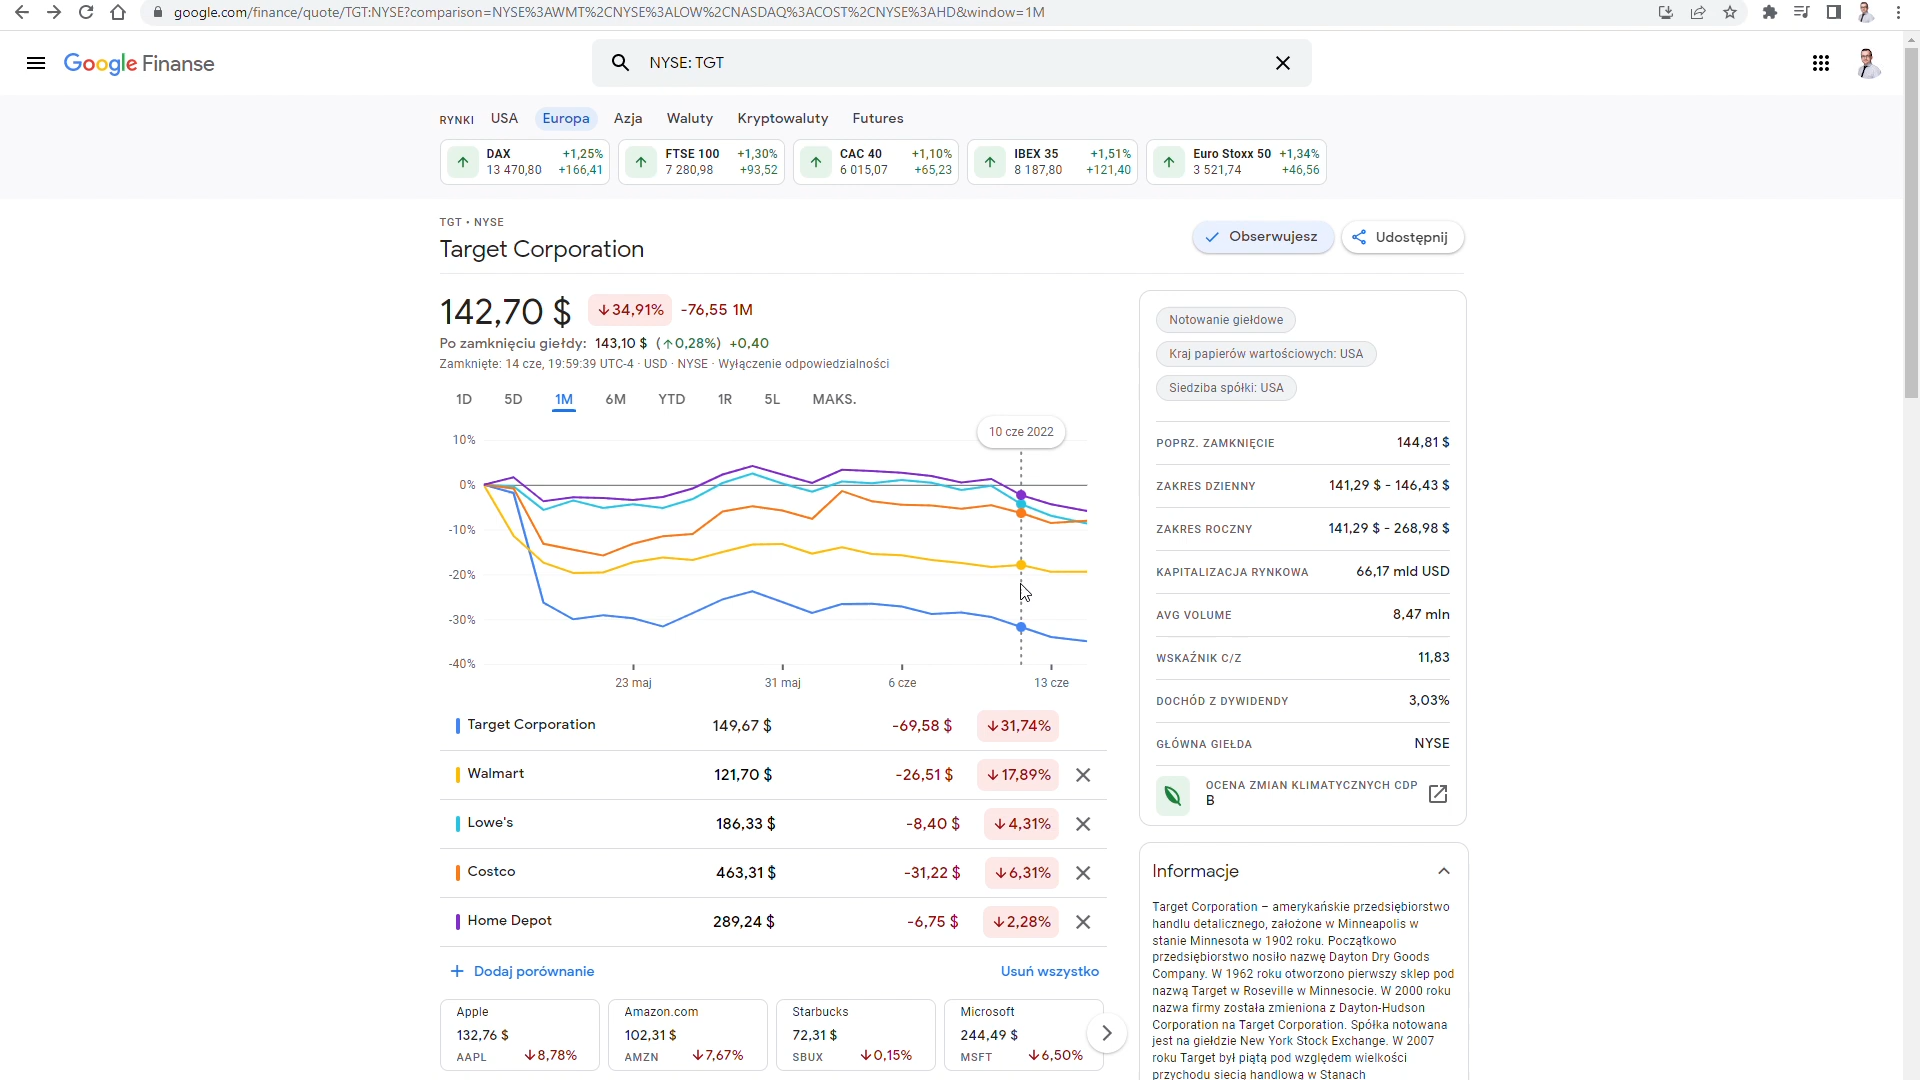 google.com/finance/quote/TGT:NYSE?comparison=NYSE%3AWMT%2CNYSE%3ALOW%2CNASDAQ%3ACOST%2CNYSE%3AHD&window=1M
Google Finanse
NYSE: TGT
RYNKI USA Europa Azja Waluty Kryptowaluty Futures
DAX +1,25%
13 470,80 +166,41
FTSE 100 +1,30%
7 280,98 +93,52
CAC 40 +1,10%
6 015,07 +65,23
IBEX 35 +1,51%
8 187,80 +121,40
Euro Stoxx 50 +1,34%
3 521,74 +46,56
TGT • NYSE
Target Corporation
Obserwujesz
Udostępnij
142,70 $ ↓34,91% -76,55 1M
Po zamknięciu giełdy: 143,10 $ (↑0,28%) +0,40
Zamknięte: 14 cze, 19:59:39 UTC-4 · USD · NYSE · Wyłączenie odpowiedzialności
1D 5D 1M 6M YTD 1R 5L MAKS.
10 cze 2022
10%
0%
-10%
-20%
-30%
-40%
23 maj 31 maj 6 cze 13 cze
Target Corporation 149,67 $ -69,58 $ ↓31,74%
Walmart 121,70 $ -26,51 $ ↓17,89%
Lowe's 186,33 $ -8,40 $ ↓4,31%
Costco 463,31 $ -31,22 $ ↓6,31%
Home Depot 289,24 $ -6,75 $ ↓2,28%
+ Dodaj porównanie
Usuń wszystko
Apple
132,76 $
AAPL ↓8,78%
Amazon.com
102,31 $
AMZN ↓7,67%
Starbucks
72,31 $
SBUX ↓0,15%
Microsoft
244,49 $
MSFT ↓6,50%
Notowanie giełdowe
Kraj papierów wartościowych: USA
Siedziba spółki: USA
POPRZ. ZAMKNIĘCIE 144,81 $
ZAKRES DZIENNY 141,29 $ - 146,43 $
ZAKRES ROCZNY 141,29 $ - 268,98 $
KAPITALIZACJA RYNKOWA 66,17 mld USD
AVG VOLUME 8,47 mln
WSKAŹNIK C/Z 11,83
DOCHÓD Z DYWIDENDY 3,03%
GŁÓWNA GIEŁDA NYSE
OCENA ZMIAN KLIMATYCZNYCH CDP
B
Informacje
Target Corporation – amerykańskie przedsiębiorstwo
handlu detalicznego, założone w Minneapolis w
stanie Minnesota w 1902 roku. Początkowo
przedsiębiorstwo nosiło nazwę Dayton Dry Goods
Company. W 1962 roku otworzono pierwszy sklep pod
nazwą Target w Roseville w Minnesocie. W 2000 roku
nazwa firmy została zmieniona z Dayton-Hudson
Corporation na Target Corporation. Spółka notowana
jest na giełdzie New York Stock Exchange. W 2007
roku Target był piątą pod względem wielkości
przychodu siecią handlową w Stanach